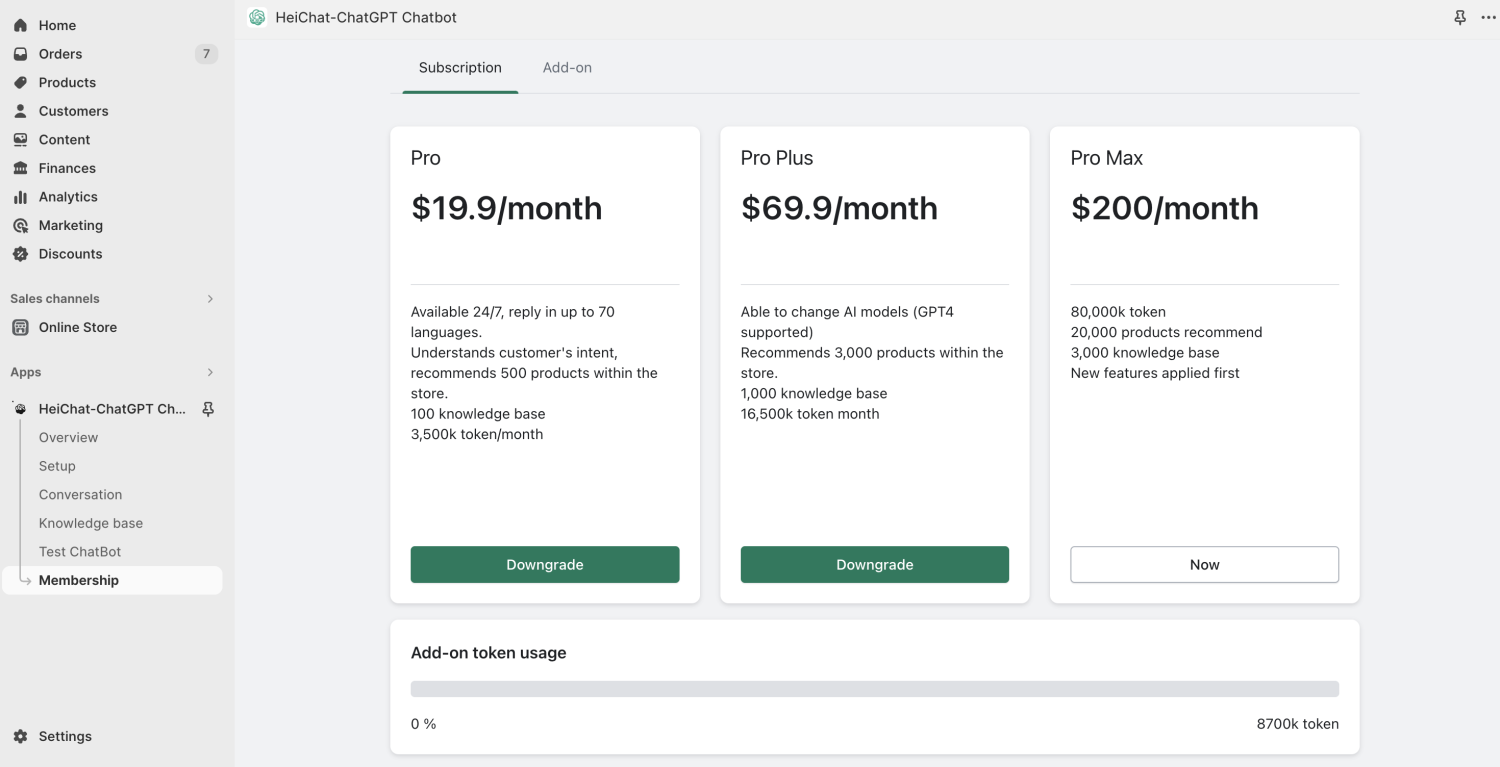 Home
Orders
7
Products
Customers
Content
Finances
Analytics
Marketing
Discounts
Sales channels
Online Store
Apps
HeiChat-ChatGPT Ch...
Overview
Setup
Conversation
Knowledge base
Test ChatBot
Membership
Settings
HeiChat-ChatGPT Chatbot
Subscription
Add-on
Pro
$19.9/month
Available 24/7, reply in up to 70
languages.
Understands customer's intent,
recommends 500 products within the
store.
100 knowledge base
3,500k token/month
Downgrade
Pro Plus
$69.9/month
Able to change AI models (GPT4
supported)
Recommends 3,000 products within the
store.
1,000 knowledge base
16,500k token month
Downgrade
Pro Max
$200/month
80,000k token
20,000 products recommend
3,000 knowledge base
New features applied first
Now
Add-on token usage
0 %
8700k token